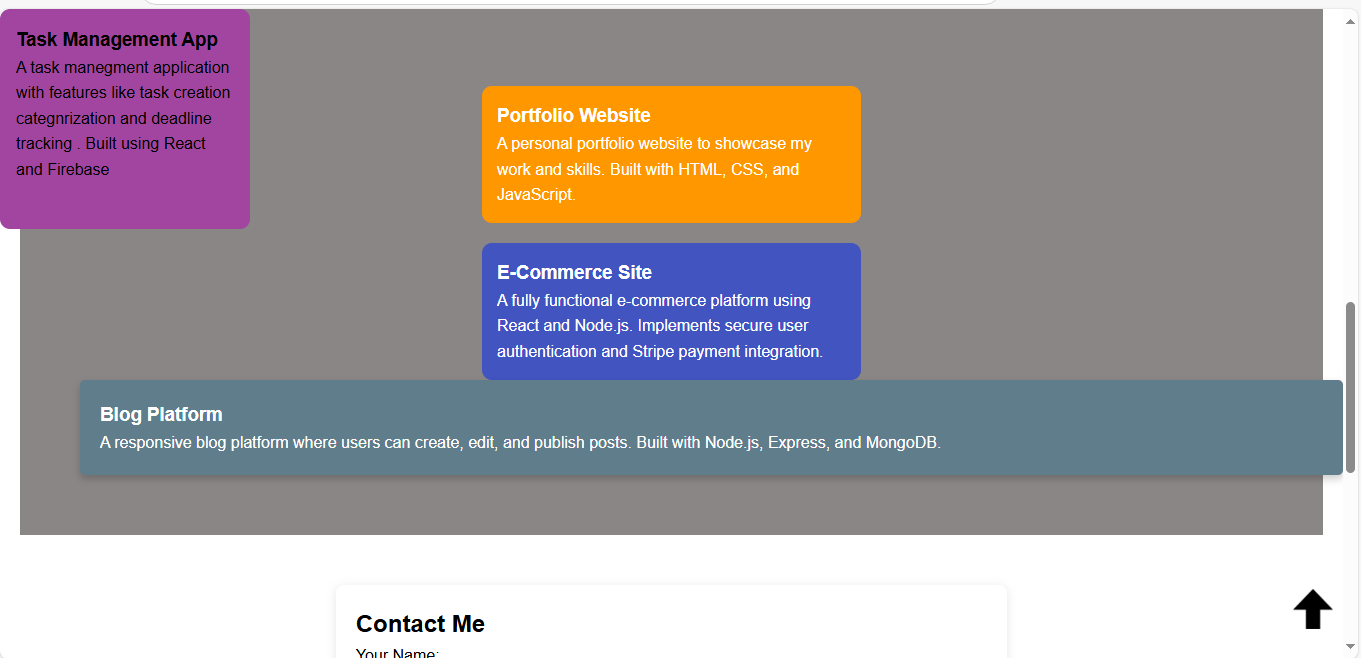 Task Management App
A task manegment application
with features like task creation
categnrization and deadline
tracking . Built using React
and Firebase
Portfolio Website
A personal portfolio website to showcase my
work and skills. Built with HTML, CSS, and
JavaScript.
E-Commerce Site
A fully functional e-commerce platform using
React and Node.js. Implements secure user
authentication and Stripe payment integration.
Blog Platform
A responsive blog platform where users can create, edit, and publish posts. Built with Node.js, Express, and MongoDB.
Contact Me
Your Name: